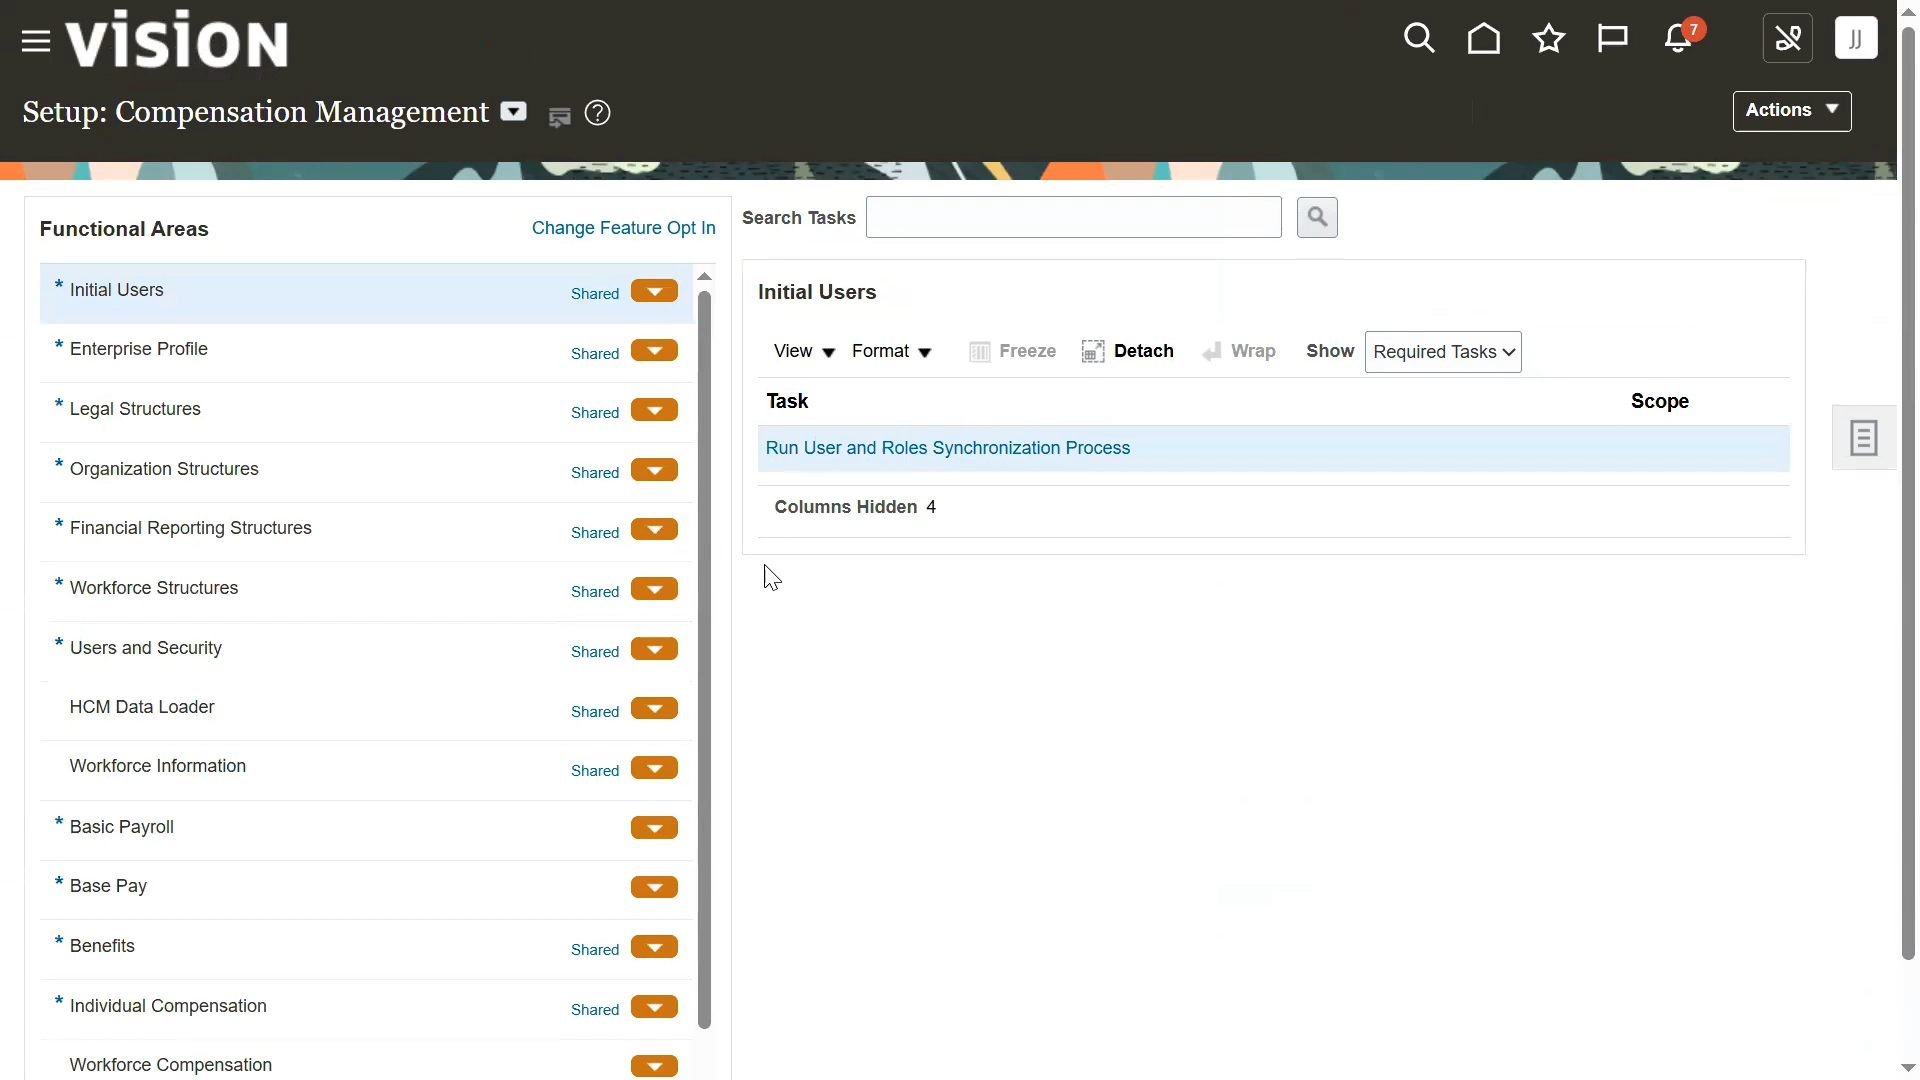 vision
7
JJ
Setup: Compensation Management
Actions
Functional Areas
Change Feature Opt In
* Initial Users Shared
* Enterprise Profile Shared
* Legal Structures Shared
* Organization Structures Shared
* Financial Reporting Structures Shared
* Workforce Structures Shared
* Users and Security Shared
HCM Data Loader Shared
Workforce Information Shared
* Basic Payroll
* Base Pay
* Benefits Shared
* Individual Compensation Shared
Workforce Compensation
Search Tasks
Initial Users
View Format Freeze Detach Wrap Show Required Tasks
Task Scope
Run User and Roles Synchronization Process
Columns Hidden 4